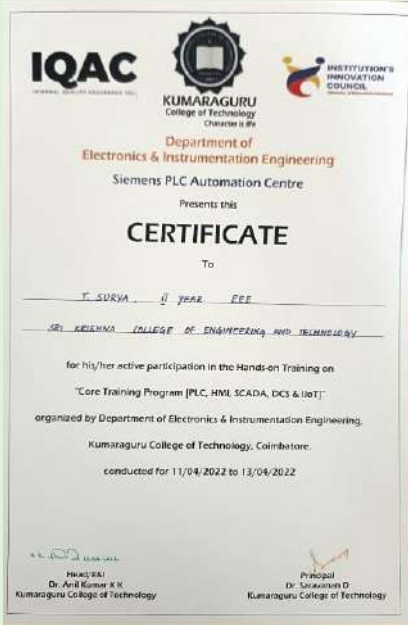 IQAC
INTERNAL QUALITY ASSURANCE CELL
KUMARAGURU
College of Technology
Character is life
INSTITUTION'S
INNOVATION
COUNCIL
Department of
Electronics & Instrumentation Engineering
Siemens PLC Automation Centre
Presents this
CERTIFICATE
To
T. SURYA , II YEAR EEE
SRI KRISHNA COLLEGE OF ENGINEERING AND TECHNOLOGY
for his/her active participation in the Hands-on Training on
"Core Training Program [PLC, HMI, SCADA, DCS & IIoT]"
organized by Department of Electronics & Instrumentation Engineering,
Kumaraguru College of Technology, Coimbatore.
conducted for 11/04/2022 to 13/04/2022
Head/E&I
Dr. Anil Kumar K K
Kumaraguru College of Technology
Principal
Dr. Saravanan D
Kumaraguru College of Technology